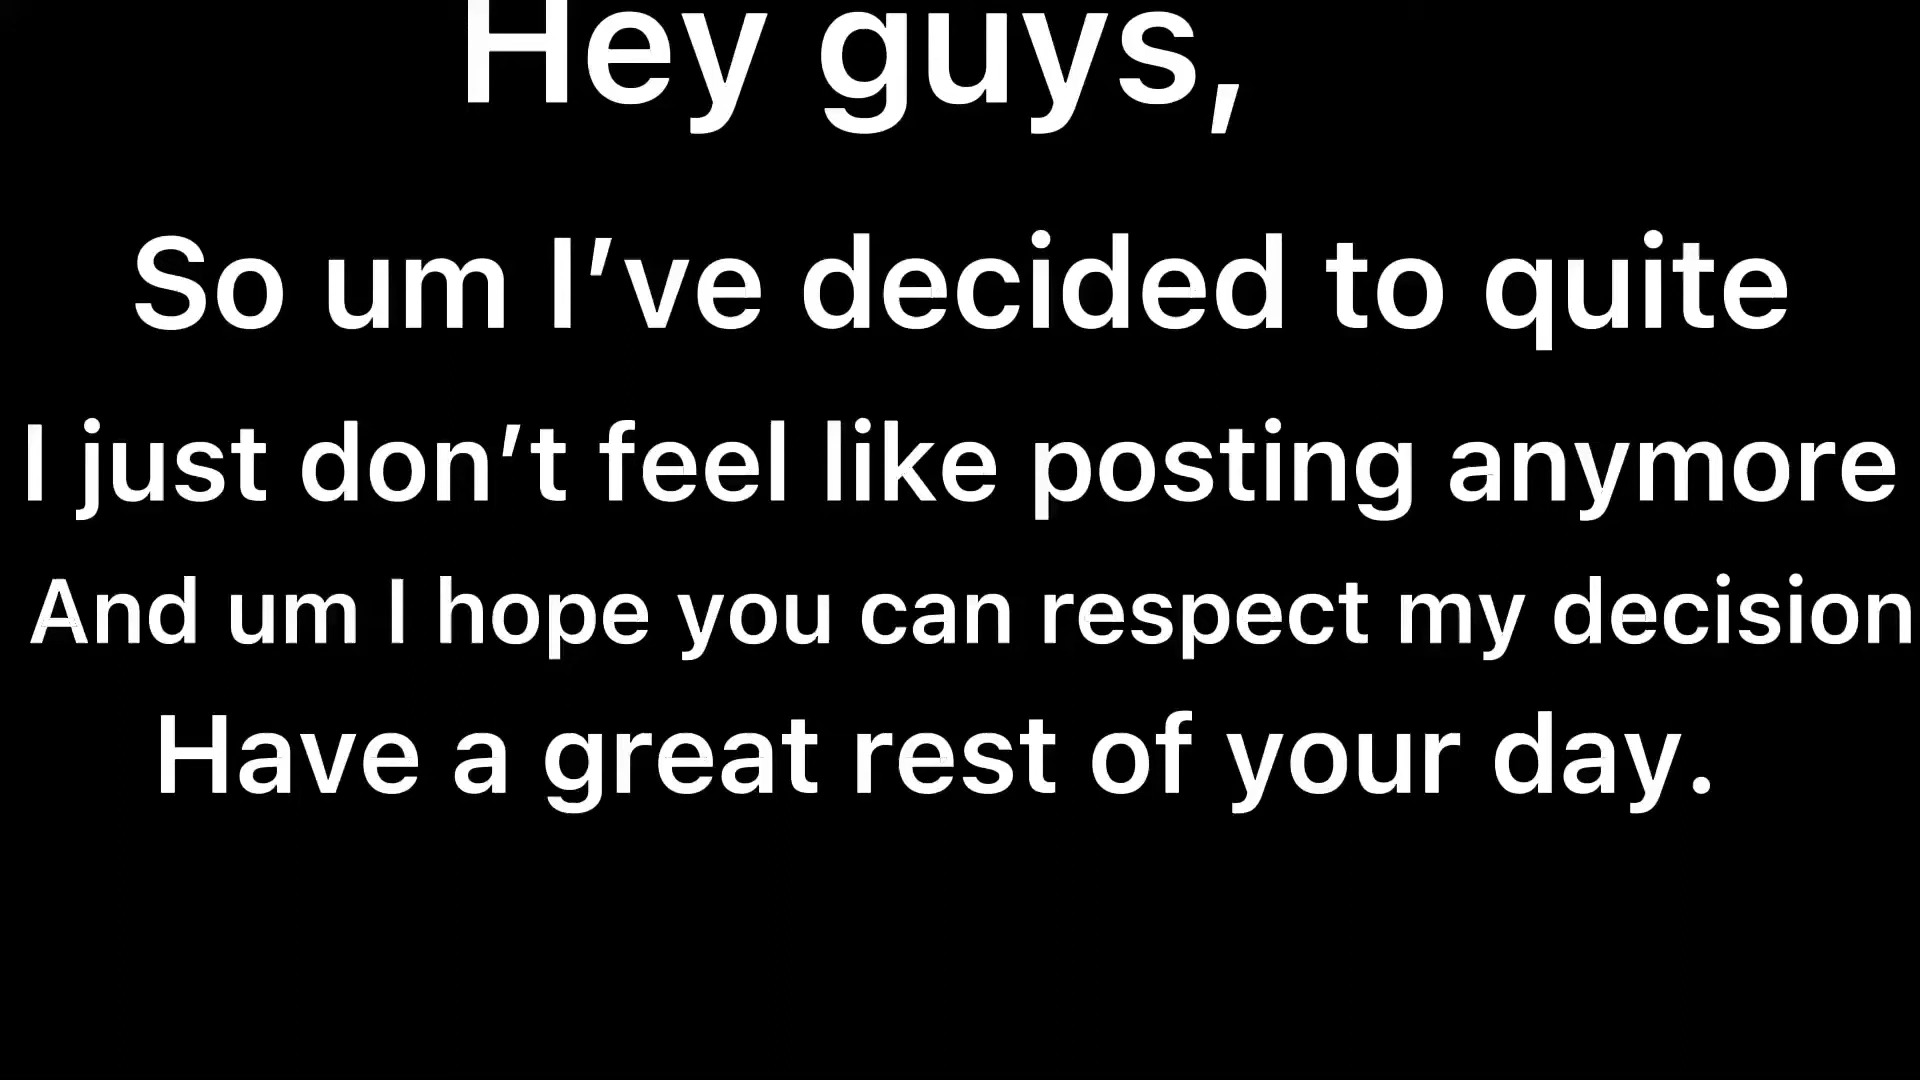 Hey guys,
So um I’ve decided to quite
I just don’t feel like posting anymore
And um I hope you can respect my decision
Have a great rest of your day.